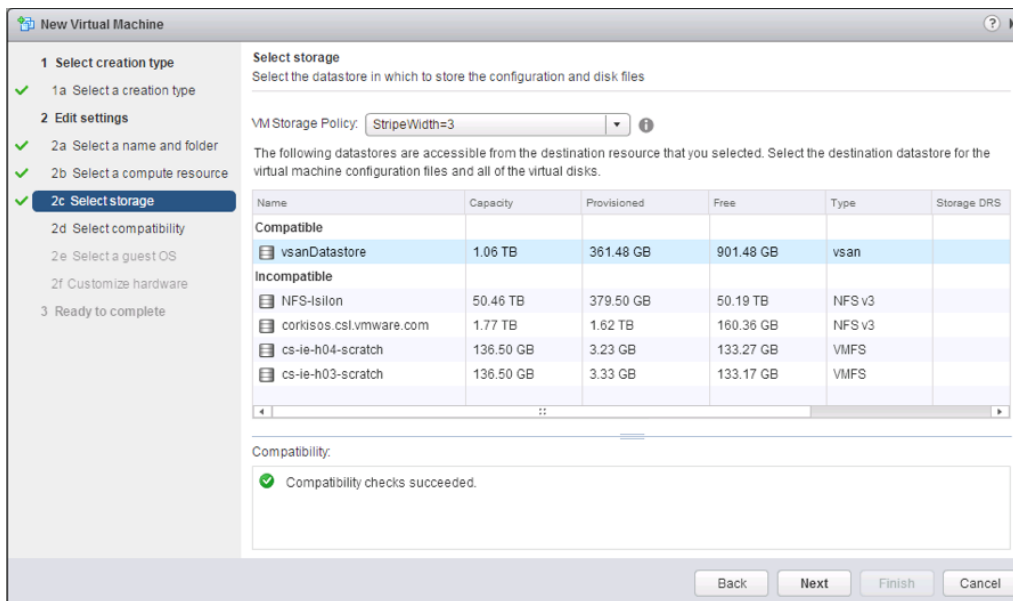 New Virtual Machine
?
1 Select creation type
1a Select a creation type
2 Edit settings
2a Select a name and folder
2b Select a compute resource
2c Select storage
2d Select compatibility
2e Select a guest OS
2f Customize hardware
3 Ready to complete
Select storage
Select the datastore in which to store the configuration and disk files
VM Storage Policy: StripeWidth=3
The following datastores are accessible from the destination resource that you selected. Select the destination datastore for the
virtual machine configuration files and all of the virtual disks.
Name Capacity Provisioned Free Type Storage DRS
Compatible
vsanDatastore 1.06 TB 361.48 GB 901.48 GB vsan
Incompatible
NFS-Isilon 50.46 TB 379.50 GB 50.19 TB NFS v3
corkisos.csl.vmware.com 1.77 TB 1.62 TB 160.36 GB NFS v3
cs-ie-h04-scratch 136.50 GB 3.23 GB 133.27 GB VMFS
cs-ie-h03-scratch 136.50 GB 3.33 GB 133.17 GB VMFS
Compatibility:
Compatibility checks succeeded.
Back Next Finish Cancel